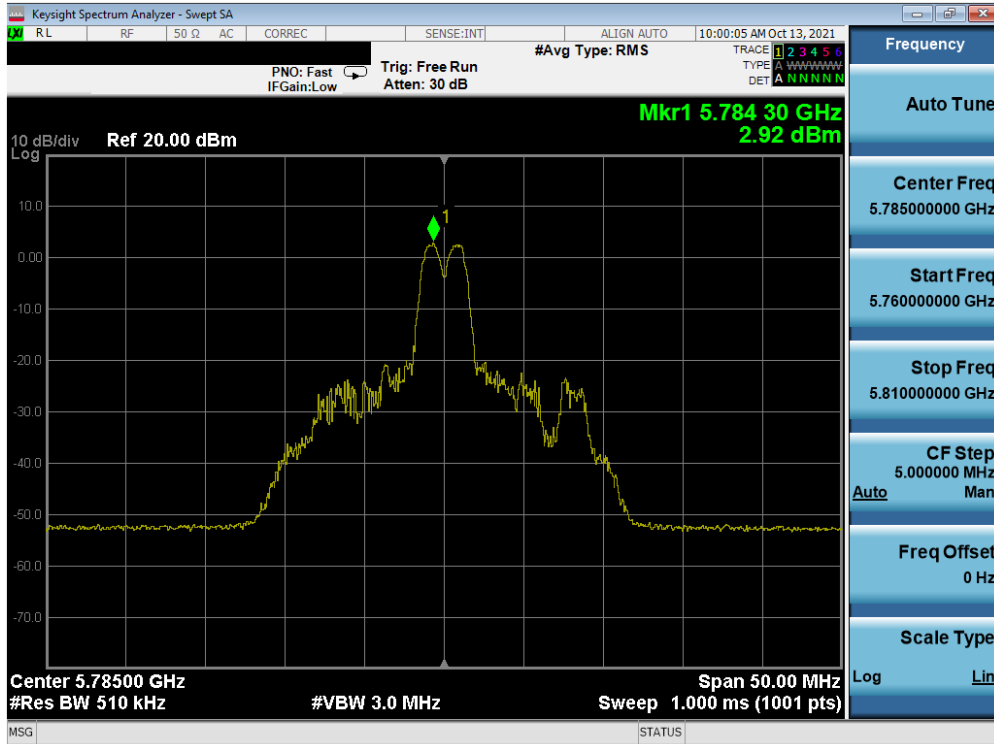 Keysight Spectrum Analyzer - Swept SA
LXI RL RF 50 Ω AC CORREC SENSE:INT ALIGN AUTO 10:00:05 AM Oct 13, 2021
PNO: Fast
IFGain:Low
Trig: Free Run
Atten: 30 dB
#Avg Type: RMS
TRACE 1 2 3 4 5 6
TYPE A WWWWW
DET A N N N N N
Mkr1 5.784 30 GHz
2.92 dBm
10 dB/div Ref 20.00 dBm
Log
1
10.0
0.00
-10.0
-20.0
-30.0
-40.0
-50.0
-60.0
-70.0
Center 5.78500 GHz Span 50.00 MHz
#Res BW 510 kHz #VBW 3.0 MHz Sweep 1.000 ms (1001 pts)
MSG STATUS
Frequency
Auto Tune
Center Freq
5.785000000 GHz
Start Freq
5.760000000 GHz
Stop Freq
5.810000000 GHz
CF Step
5.000000 MHz
Auto Man
Freq Offset
0 Hz
Scale Type
Log Lin